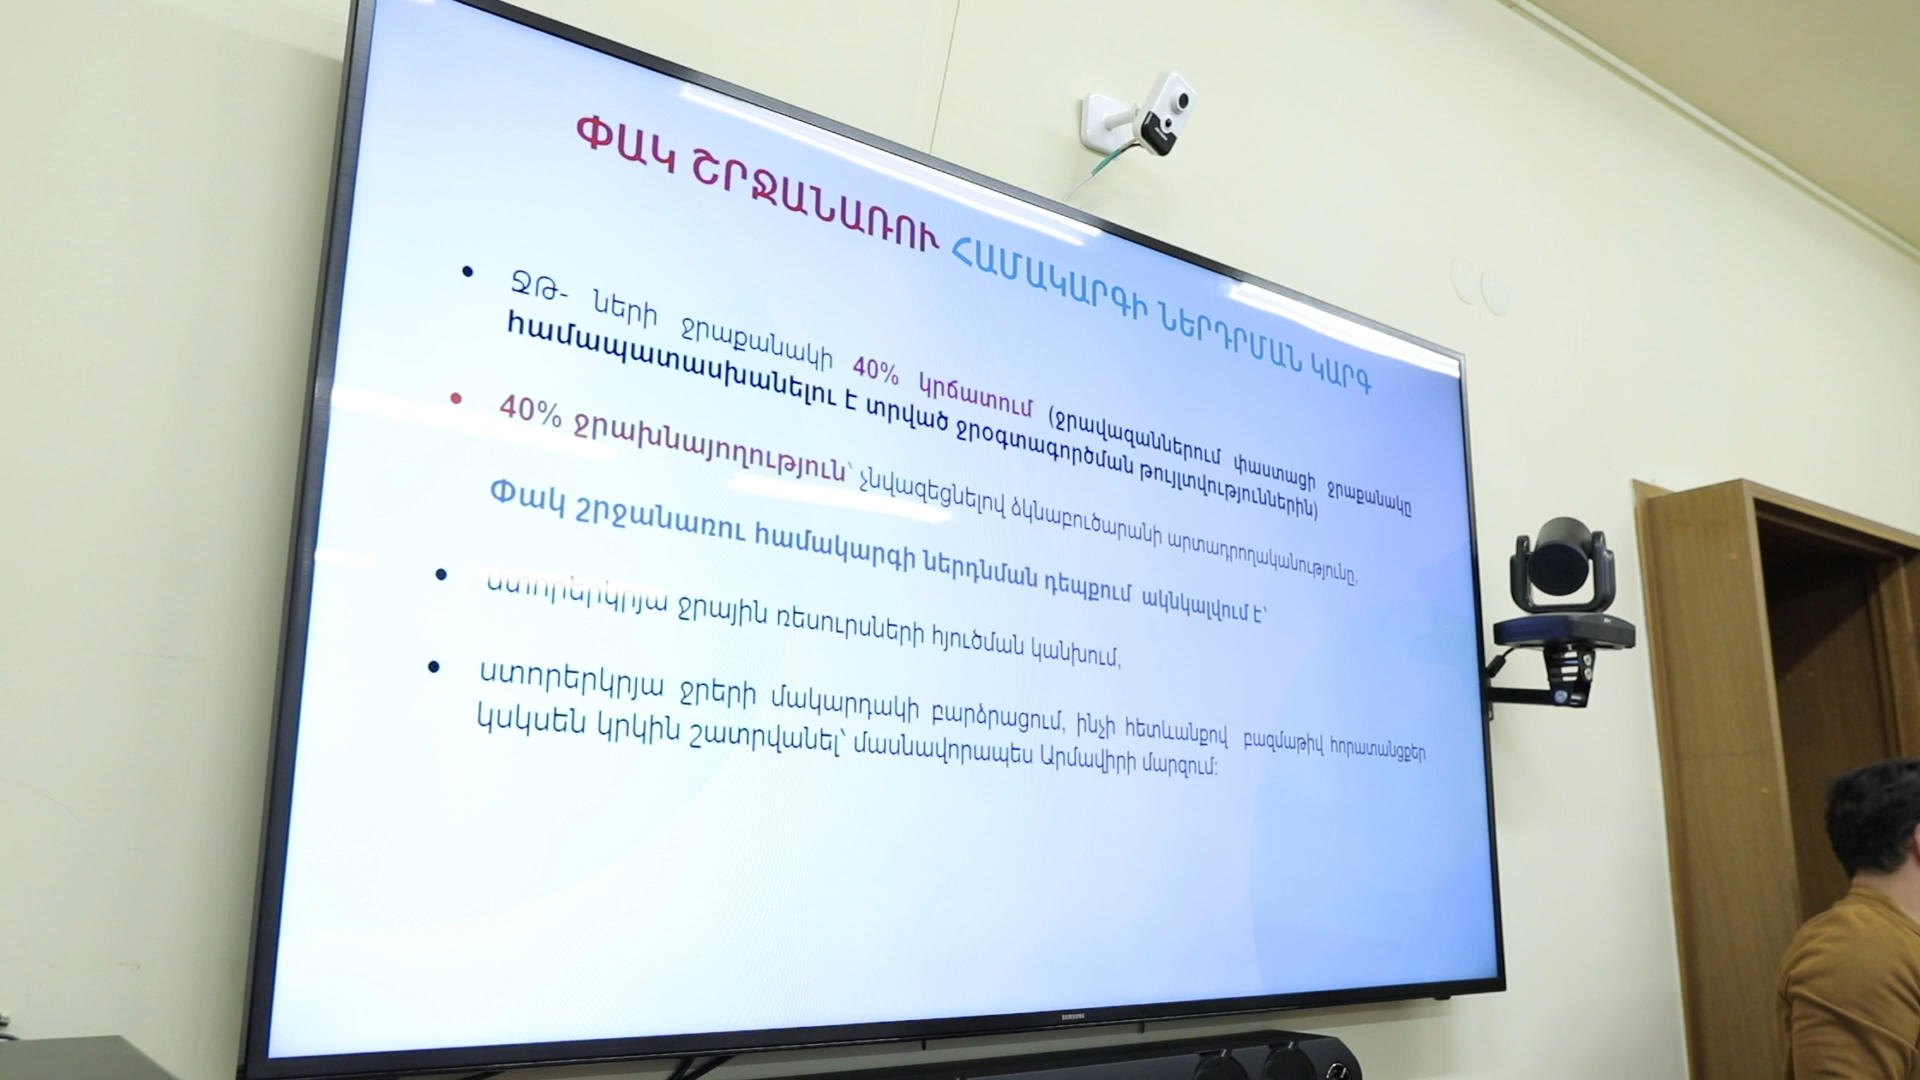 ՓԱԿ ՇՐՋԱՆԱՌՈՒ ՀԱՄԱԿԱՐԳԻ ՆԵՐԴՐՄԱՆ ԿԱՐԳ
• ՋԹ- ների ջրաքանակի 40% կրճատում (ջրավազաններում փաստացի ջրաքանակը
համապատասխանելու է տրված ջրօգտագործման թույլտվություններին)
• 40% ջրախնայողություն՝ չնվազեցնելով ձկնաբուծարանի արտադրողականությունը,
Փակ շրջանառու համակարգի ներդնման դեպքում ակնկալվում է՝
• ստորերկրյա ջրային ռեսուրսների հյուծման կանխում,
• ստորերկրյա ջրերի մակարդակի բարձրացում, ինչի հետևանքով բազմաթիվ հորատանցքեր
կսկսեն կրկին շատրվանել՝ մասնավորապես Արմավիրի մարզում:
SAMSUNG